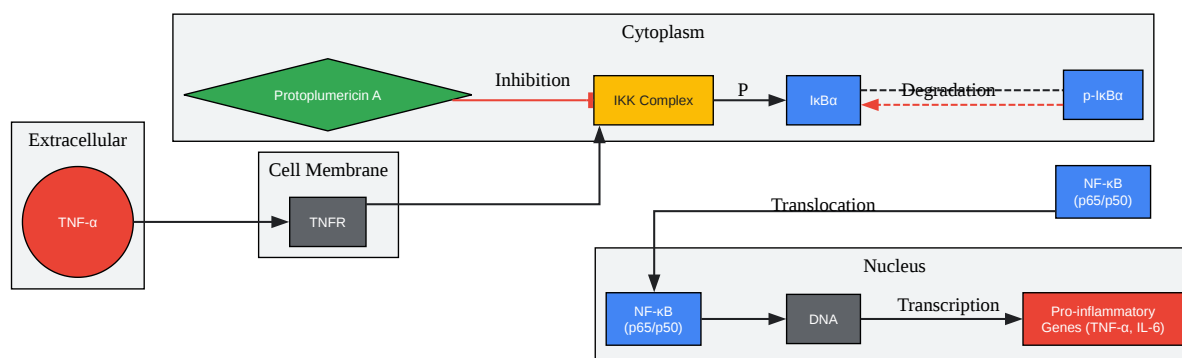 Cytoplasm
Protoplumericin A
Inhibition
IKK Complex
P
IκBα
Degradation
p-IκBα
Extracellular
TNF-α
Cell Membrane
TNFR
NF-κB
(p65/p50)
Translocation
Nucleus
NF-κB
(p65/p50)
DNA
Transcription
Pro-inflammatory
Genes (TNF-α, IL-6)